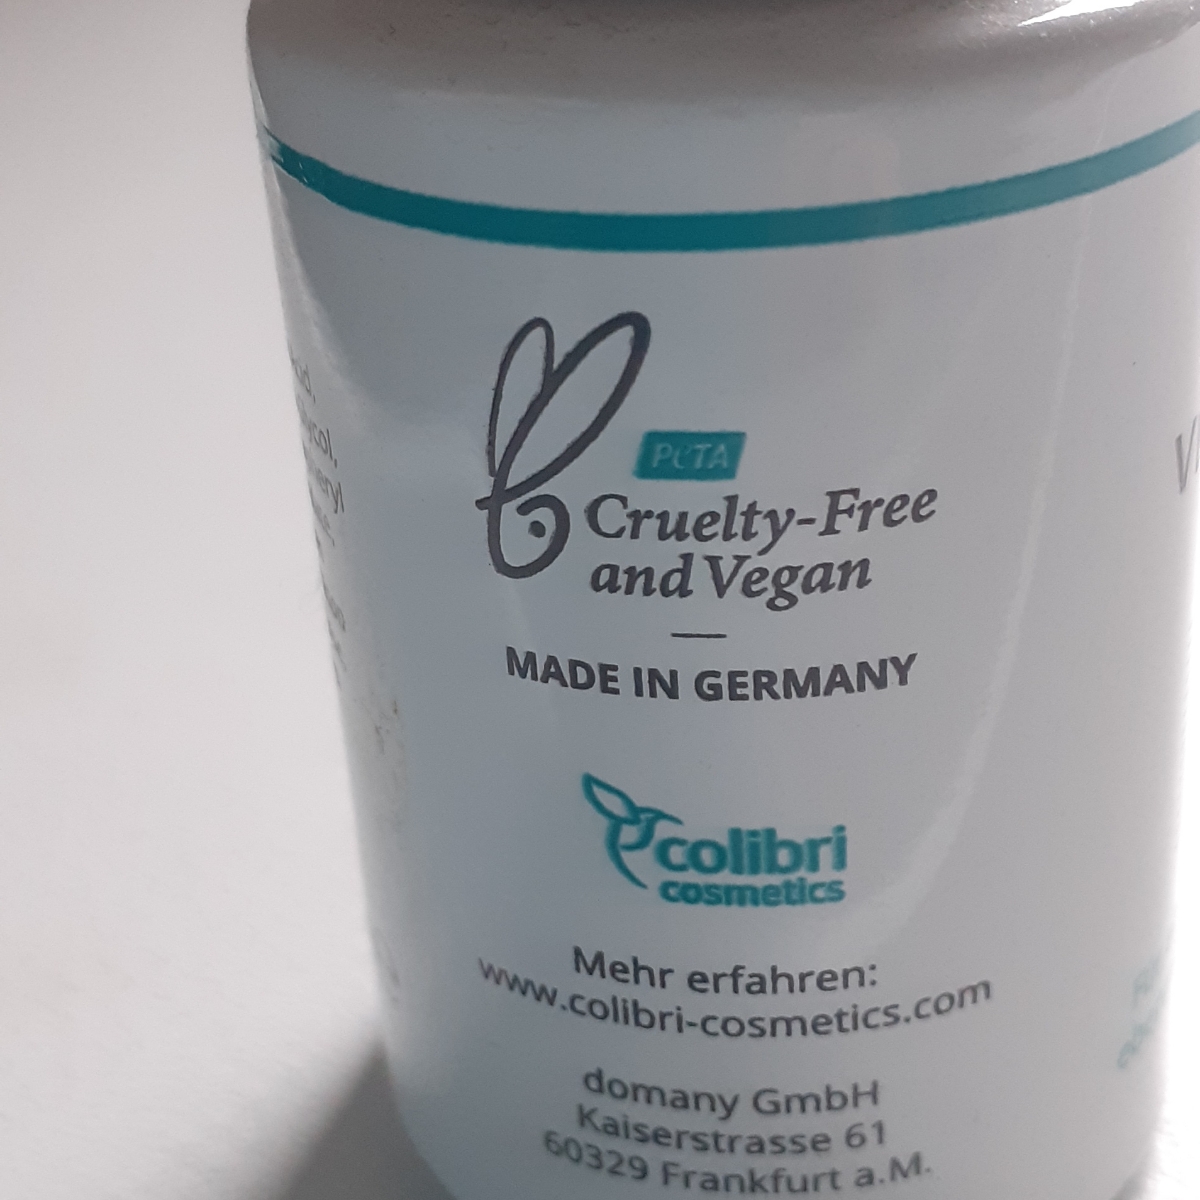 PETA
Cruelty-Free
and Vegan
MADE IN GERMANY
colibri
cosmetics
Mehr erfahren:
www.colibri-cosmetics.com
domany GmbH
Kaiserstrasse 61
60329 Frankfurt a.M.